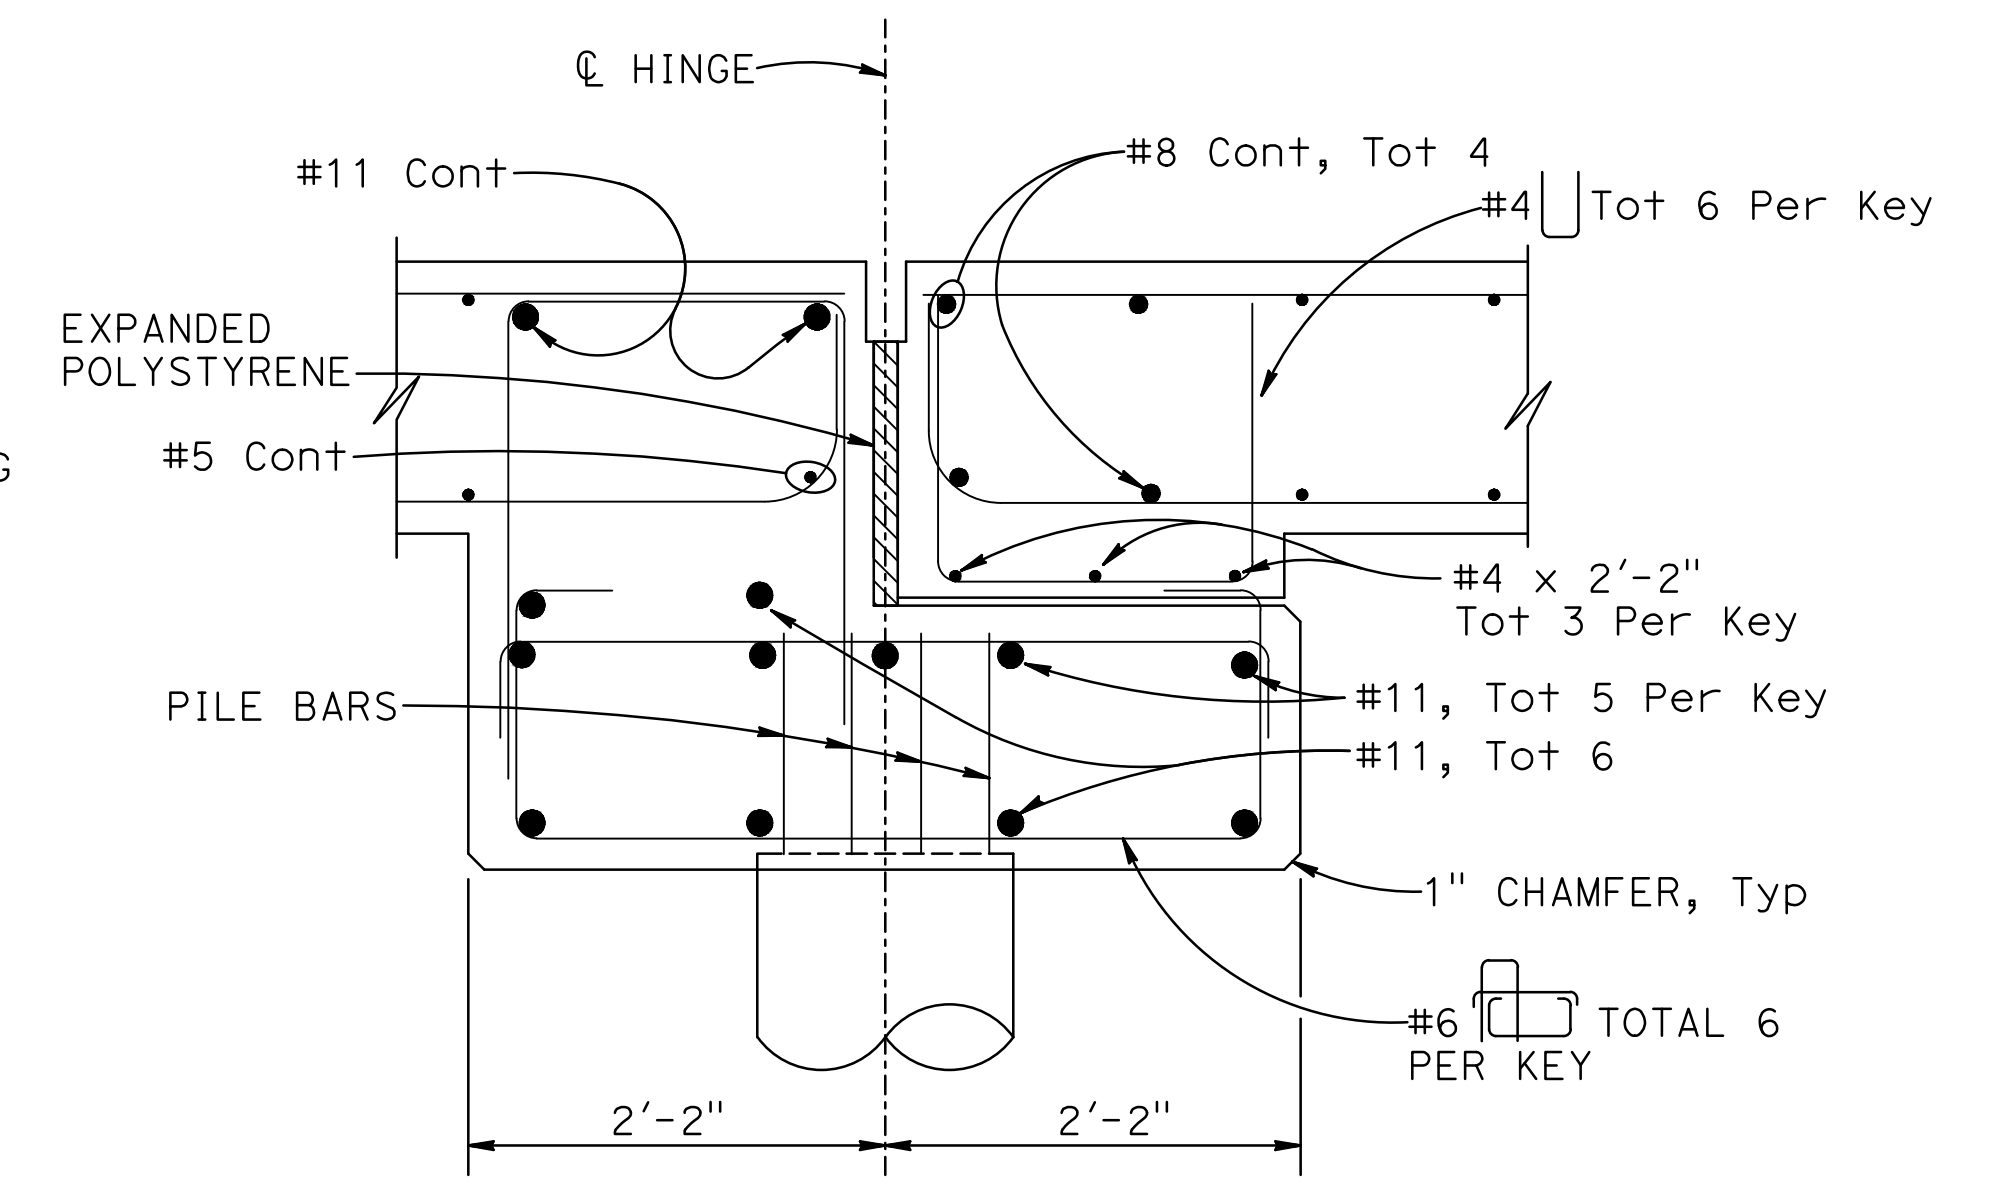 ℄ HINGE
#11 Cont
#8 Cont, Tot 4
#4 Tot 6 Per Key
EXPANDED
POLYSTYRENE
#5 Cont
G
#4 x 2'-2"
Tot 3 Per Key
PILE BARS
#11, Tot 5 Per Key
#11, Tot 6
1" CHAMFER, Typ
#6 TOTAL 6
PER KEY
2'-2" 2'-2"